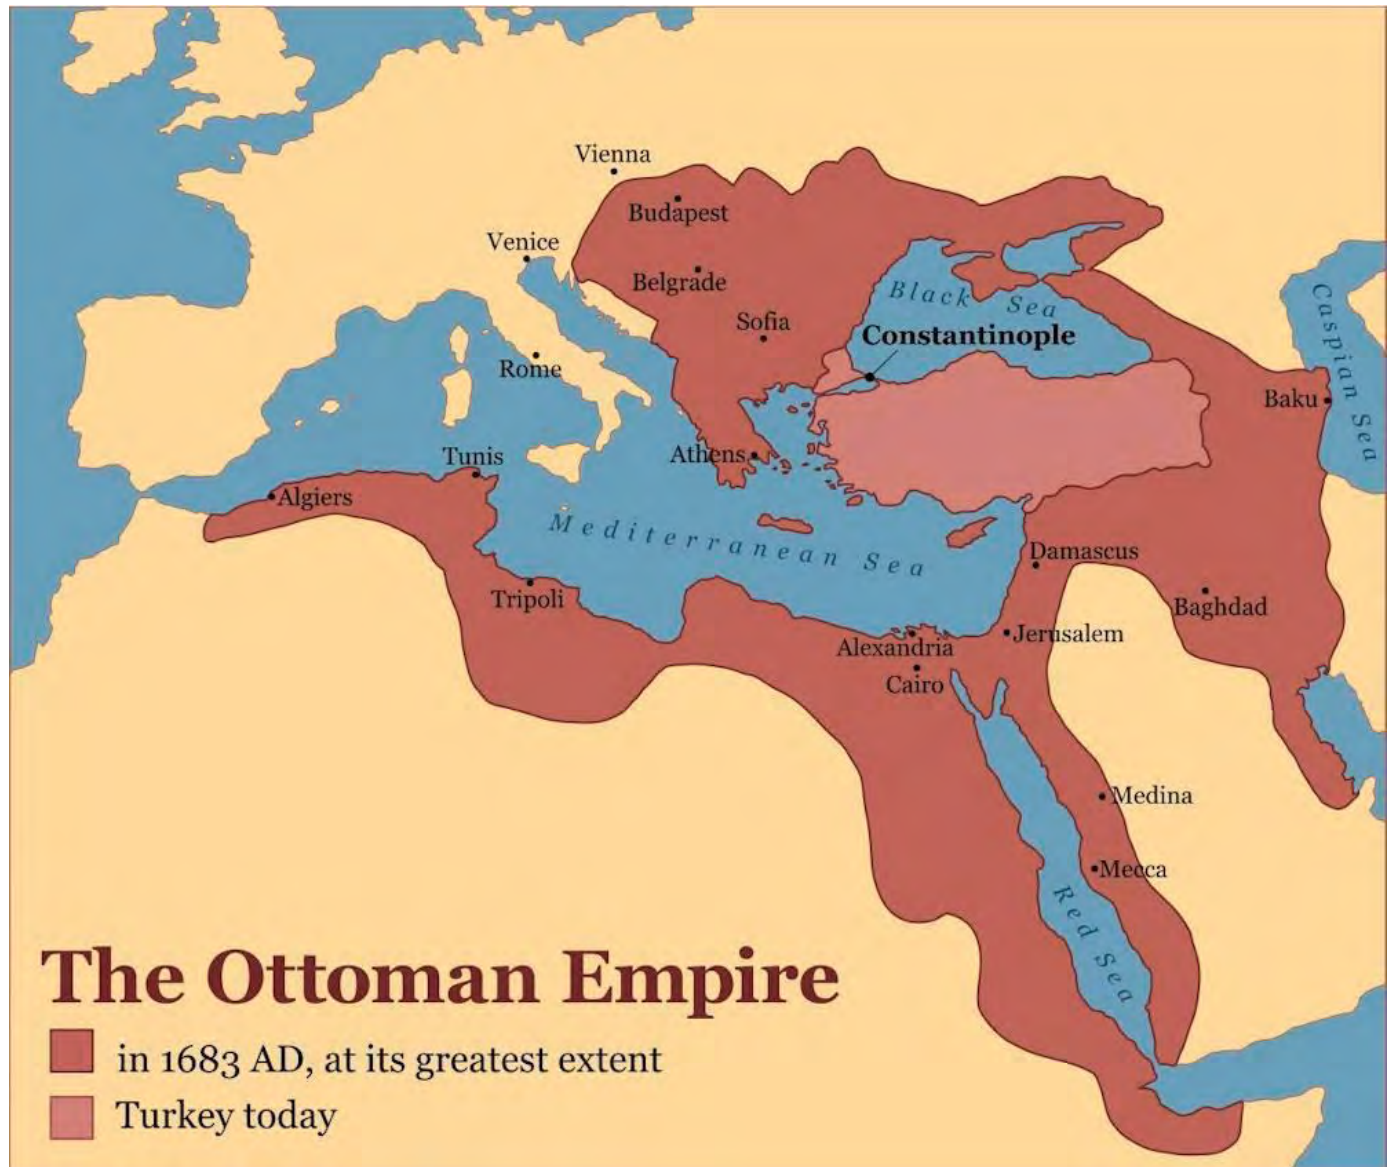 Vienna
Budapest
Venice
Belgrade
Black Sea
Sofia
Constantinople
Caspian Sea
Rome
Baku
Tunis
Athens
Algiers
Mediterranean Sea
Damascus
Tripoli
Baghdad
Alexandria
Jerusalem
Cairo
Medina
Mecca
Red Sea
The Ottoman Empire
in 1683 AD, at its greatest extent
Turkey today